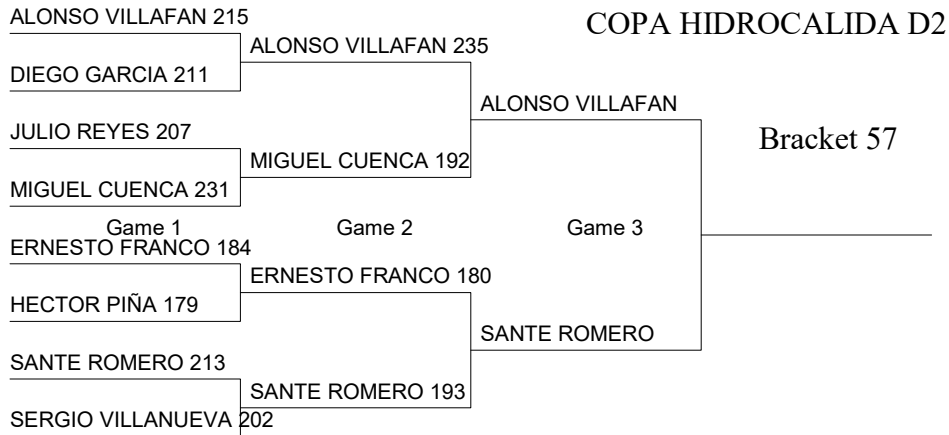 ALONSO VILLAFAN 215
COPA HIDROCALIDA D2
ALONSO VILLAFAN 235
DIEGO GARCIA 211
ALONSO VILLAFAN
JULIO REYES 207
Bracket 57
MIGUEL CUENCA 192
MIGUEL CUENCA 231
Game 1
Game 2
Game 3
ERNESTO FRANCO 184
ERNESTO FRANCO 180
HECTOR PIÑA 179
SANTE ROMERO
SANTE ROMERO 213
SANTE ROMERO 193
SERGIO VILLANUEVA 202